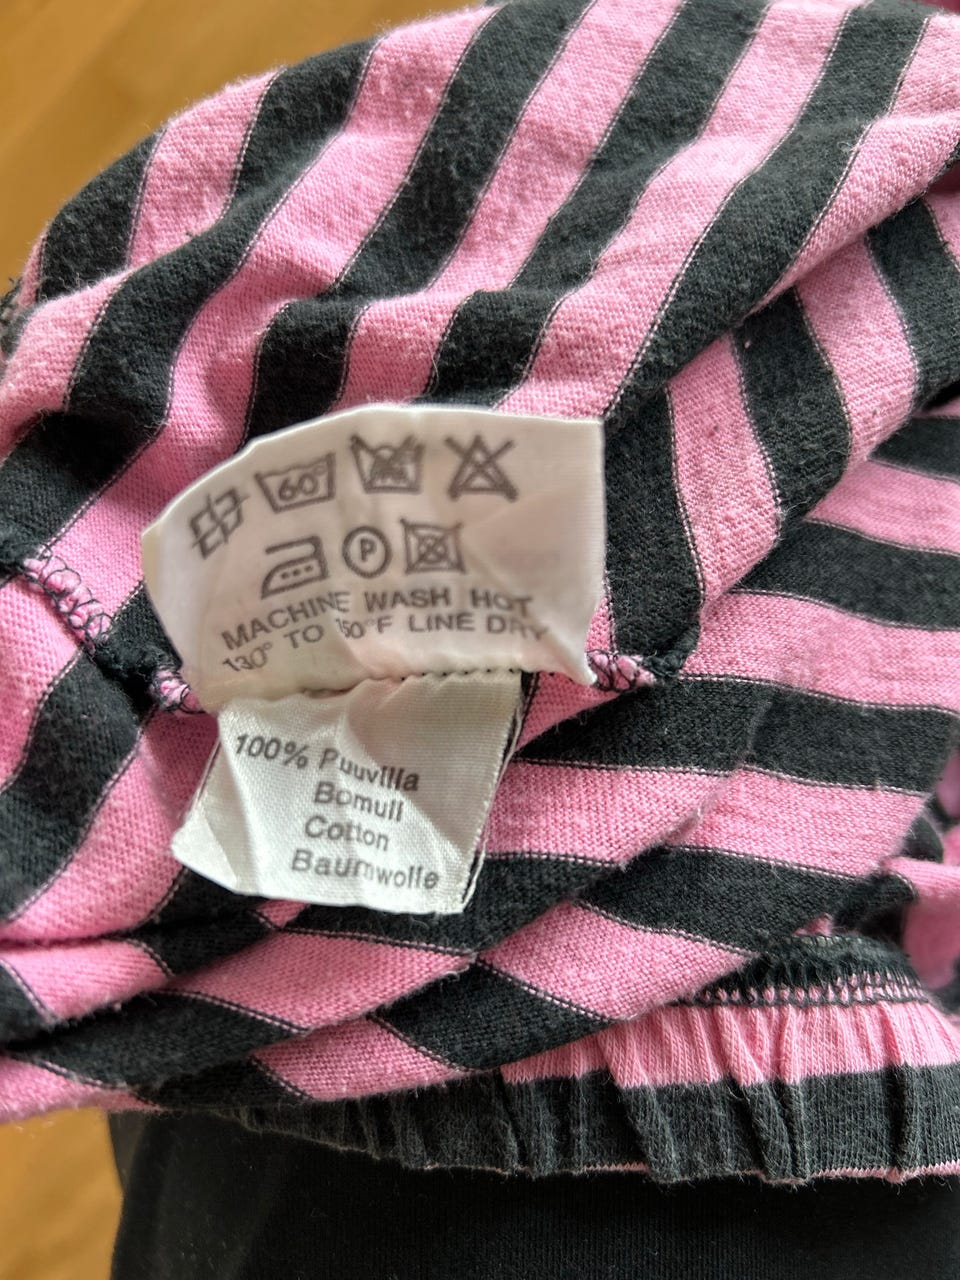 60°
P
MACHINE WASH HOT
130° TO 150°F LINE DRY
100% Puuvilla
Bomull
Cotton
Baumwolle